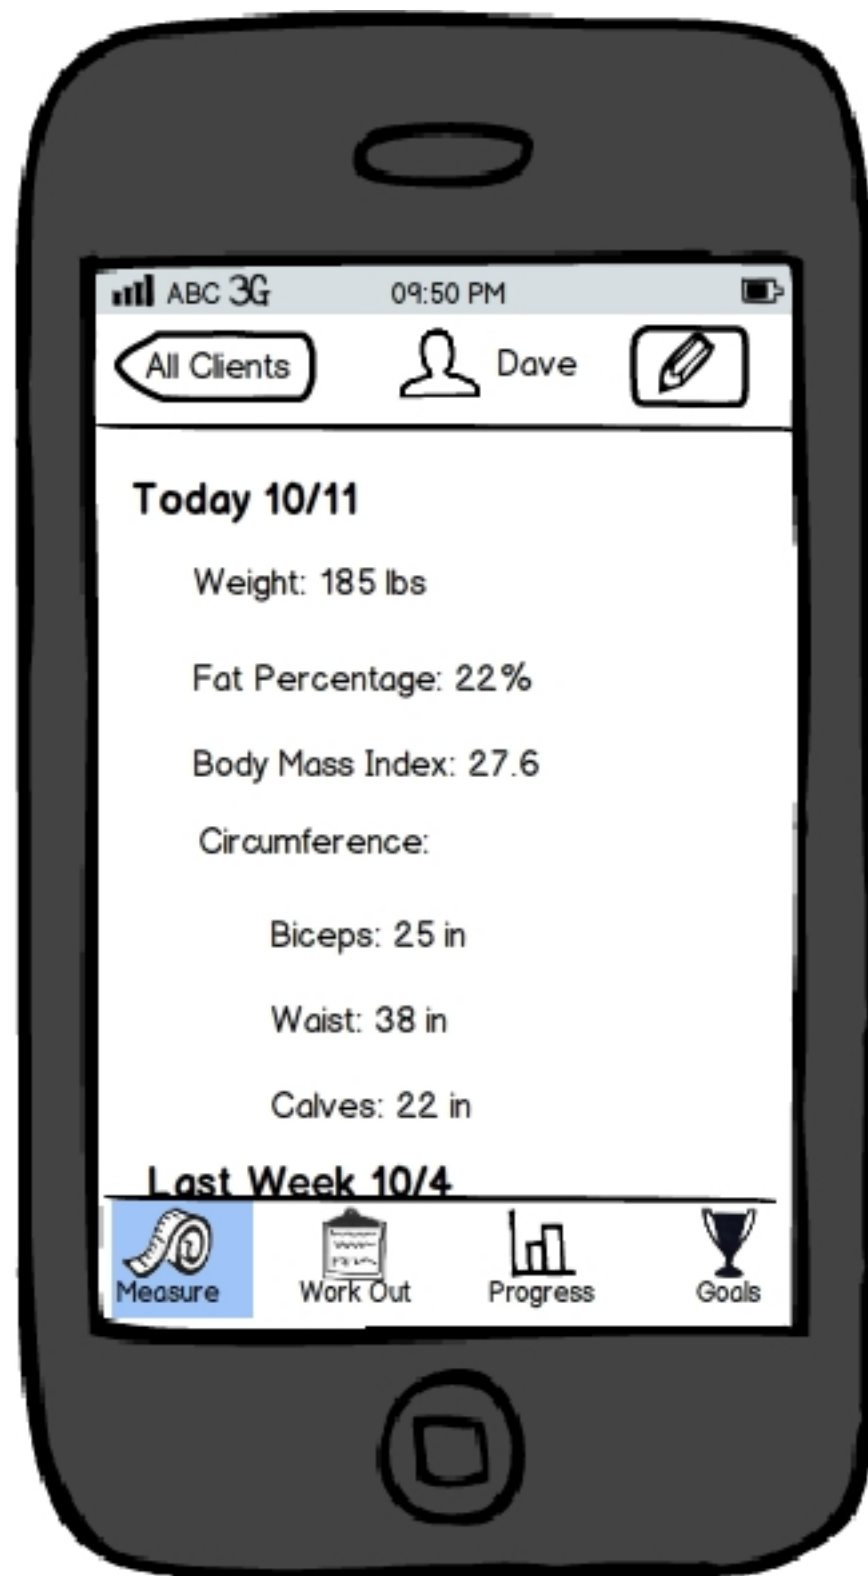 ABC 3G 09:50 PM
All Clients Dave
Today 10/11
Weight: 185 lbs
Fat Percentage: 22%
Body Mass Index: 27.6
Circumference:
Biceps: 25 in
Waist: 38 in
Calves: 22 in
Last Week 10/4
Measure Work Out Progress Goals